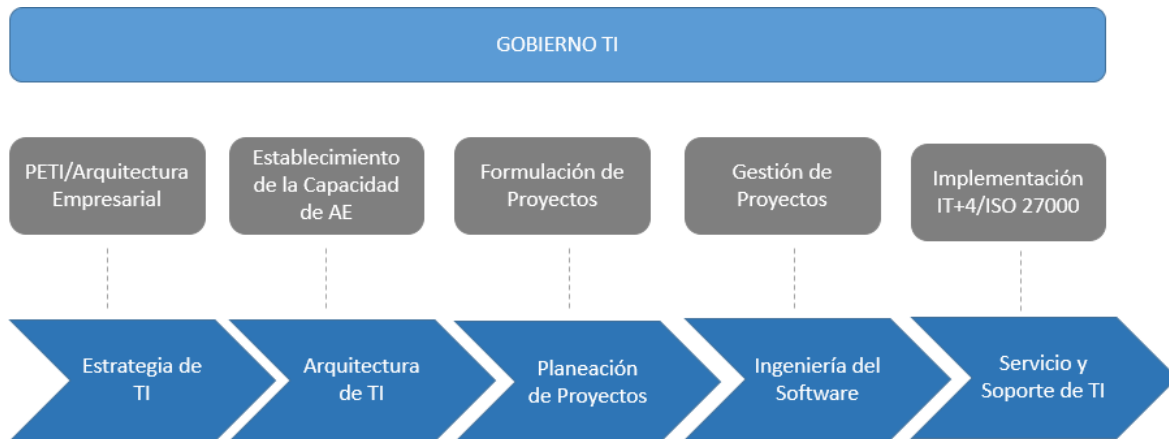 GOBIERNO TI
PETI/Arquitectura
Empresarial
Establecimiento
de la Capacidad
de AE
Formulación de
Proyectos
Gestión de
Proyectos
Implementación
IT+4/ISO 27000
Estrategia de
TI
Arquitectura
de TI
Planeación
de Proyectos
Ingeniería del
Software
Servicio y
Soporte de TI